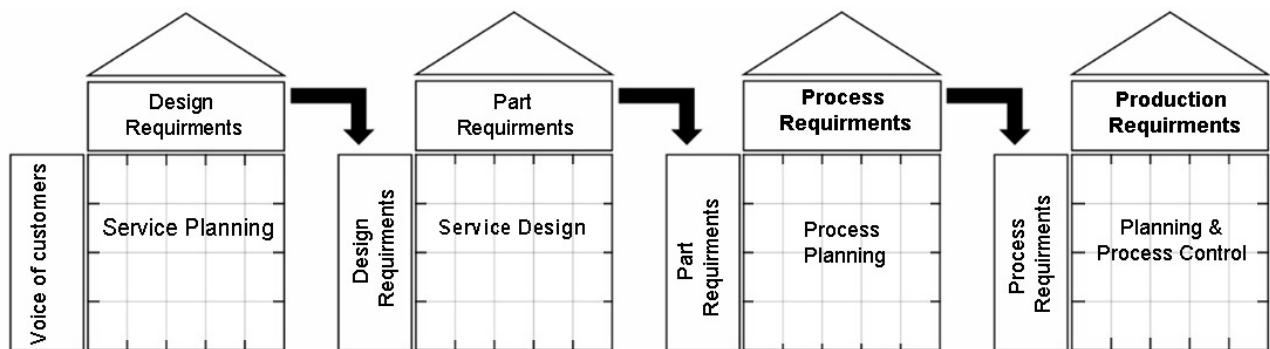 Design
Requirments
Part
Requirments
Process
Requirments
Production
Requirments
Voice of customers
Service Planning
Design
Requirments
Service Design
Part
Requirments
Process
Planning
Process
Requirments
Planning &
Process Control